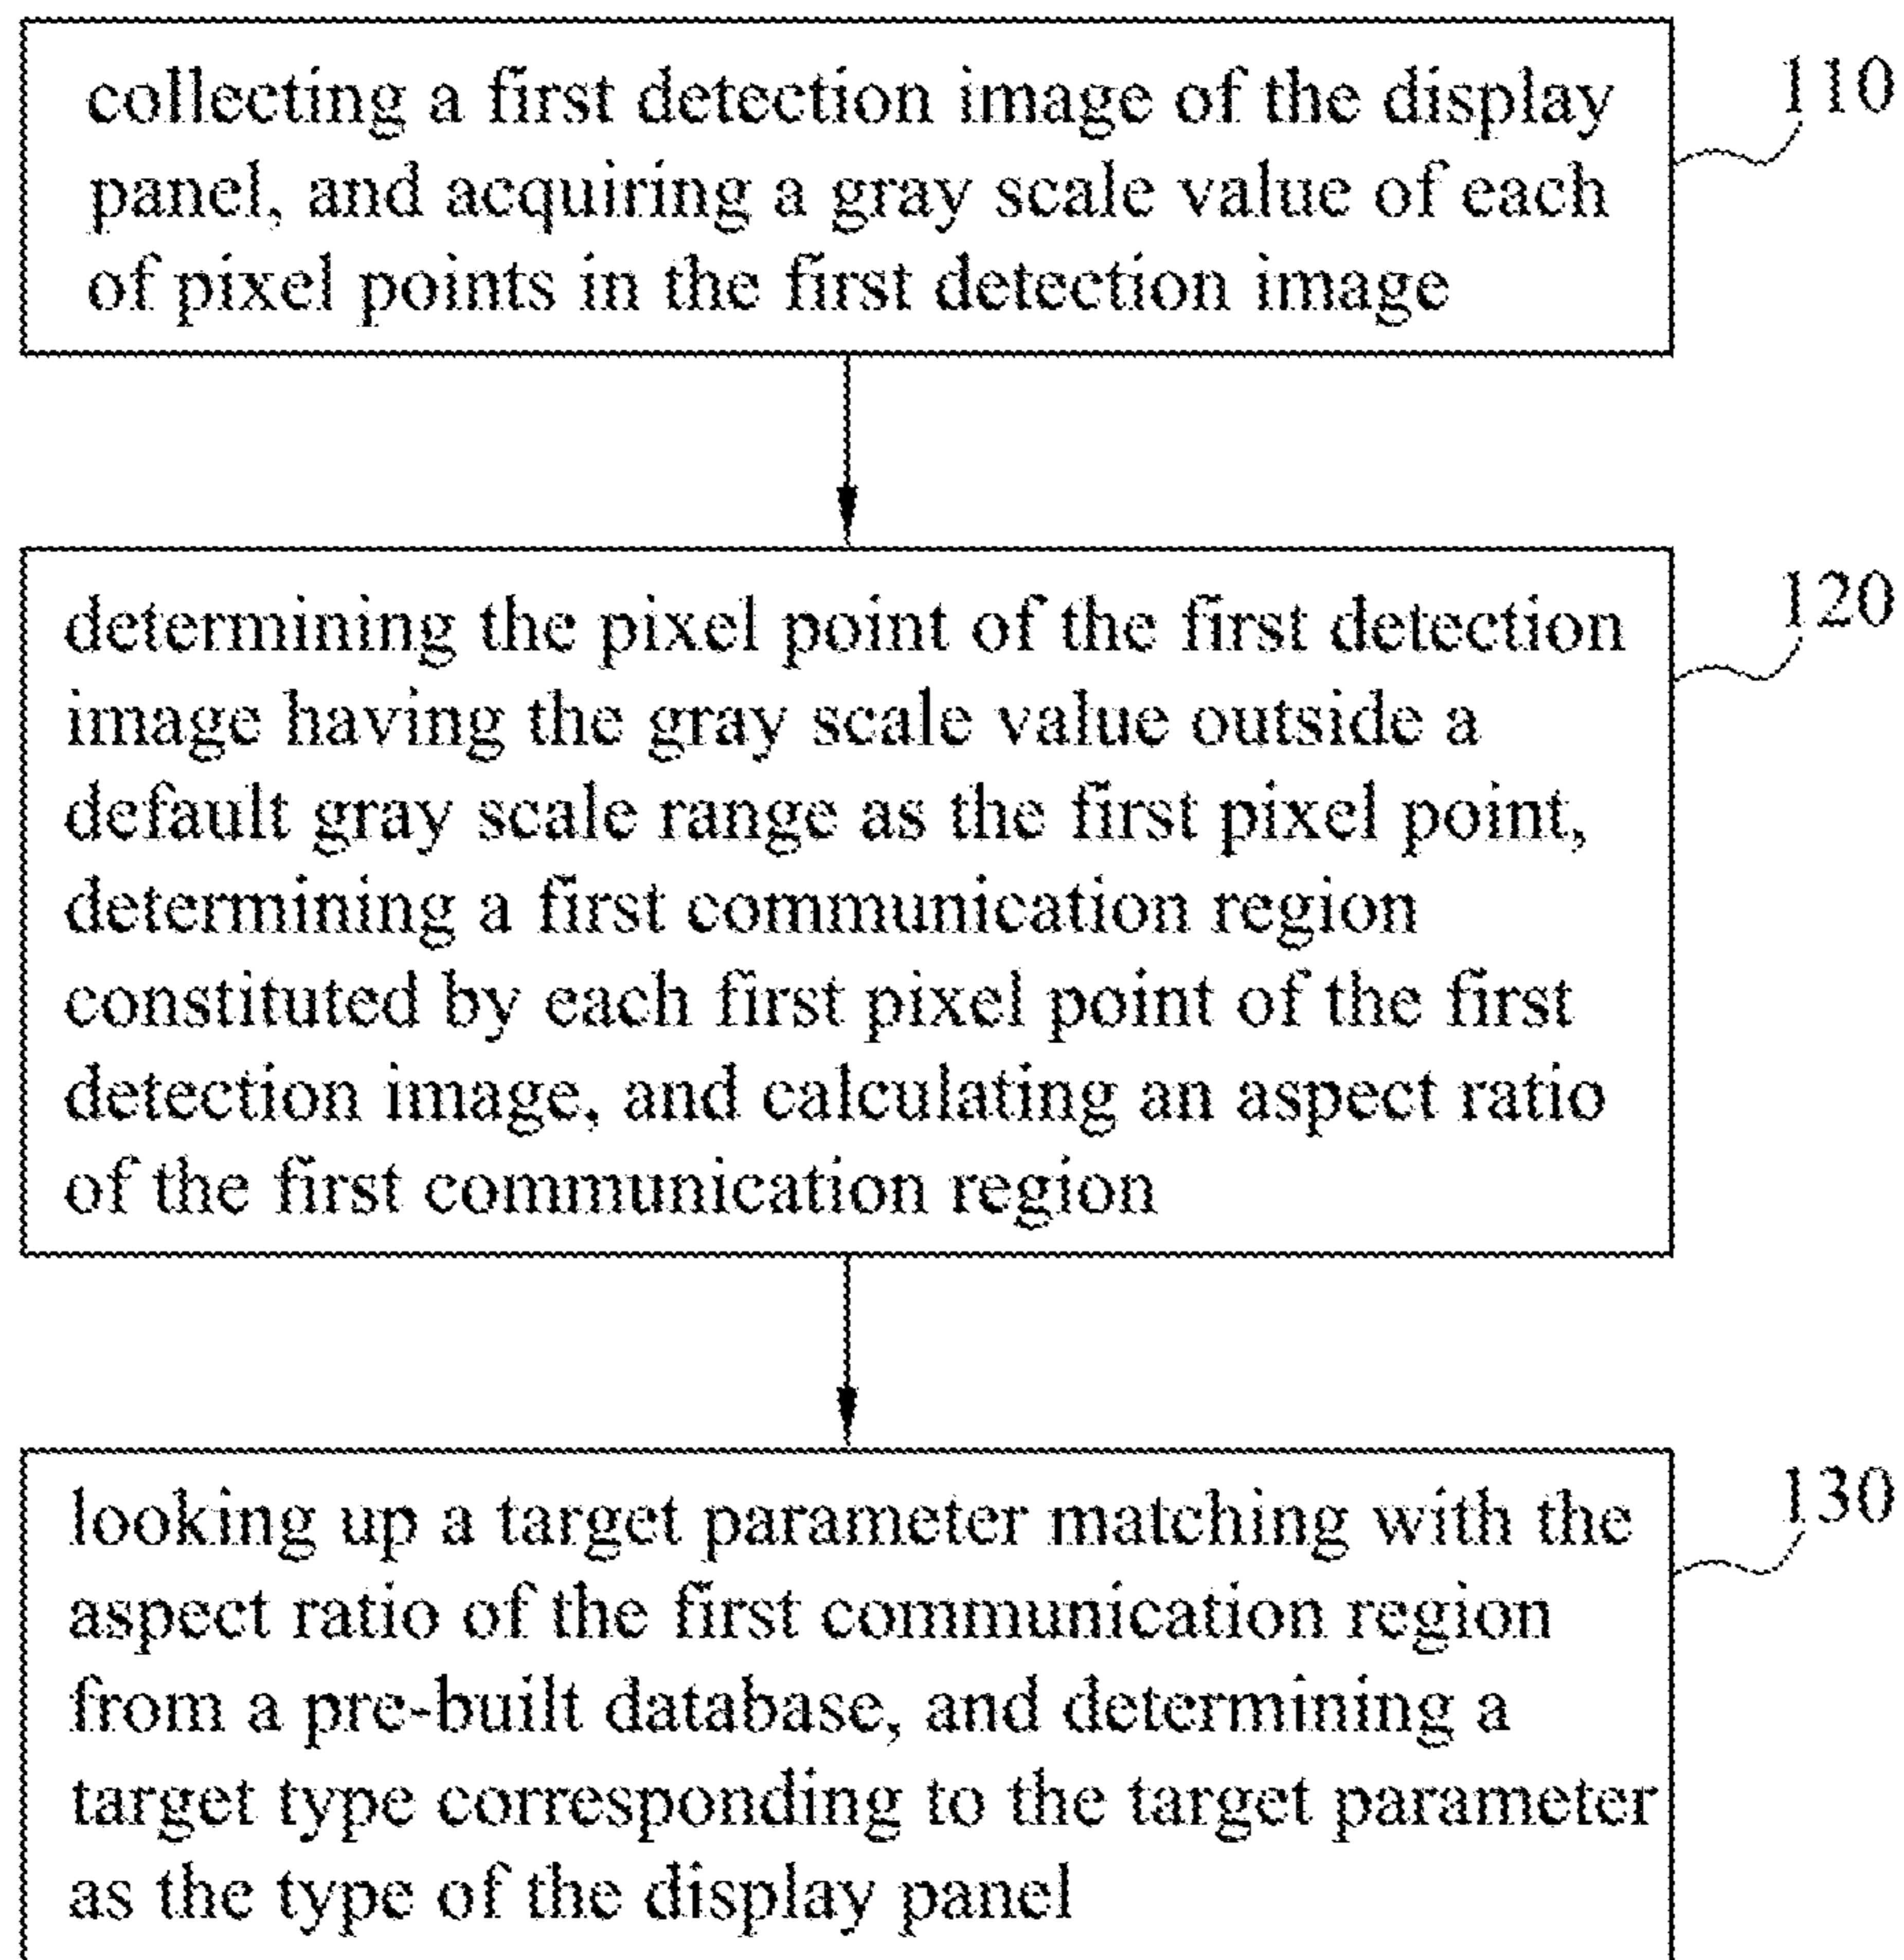 collecting a first detection image of the display
panel, and acquiring a gray scale value of each
of pixel points in the first detection image
110
determining the pixel point of the first detection
image having the gray scale value outside a
default gray scale range as the first pixel point,
determining a first communication region
constituted by each first pixel point of the first
detection image, and calculating an aspect ratio
of the first communication region
120
looking up a target parameter matching with the
aspect ratio of the first communication region
from a pre-built database, and determining a
target type corresponding to the target parameter
as the type of the display panel
130